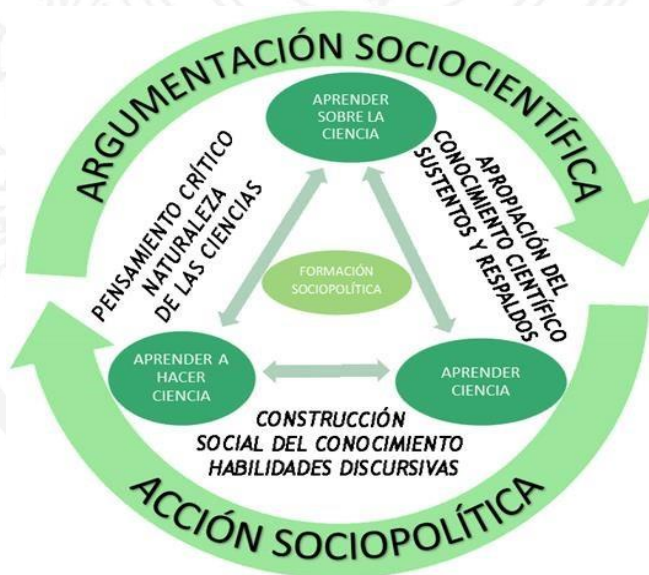 ARGUMENTACIÓN SOCIOCIENTÍFICA
APRENDER
SOBRE LA
CIENCIA
PENSAMIENTO CRÍTICO
NATURALEZA
DE LAS CIENCIAS
APROPIACIÓN DEL
CONOCIMIENTO CIENTÍFICO
SUSTENTOS Y RESPALDOS
FORMACIÓN
SOCIOPOLÍTICA
APRENDER A
HACER
CIENCIA
APRENDER
CIENCIA
CONSTRUCCIÓN
SOCIAL DEL CONOCIMIENTO
HABILIDADES DISCURSIVAS
ACCIÓN SOCIOPOLÍTICA